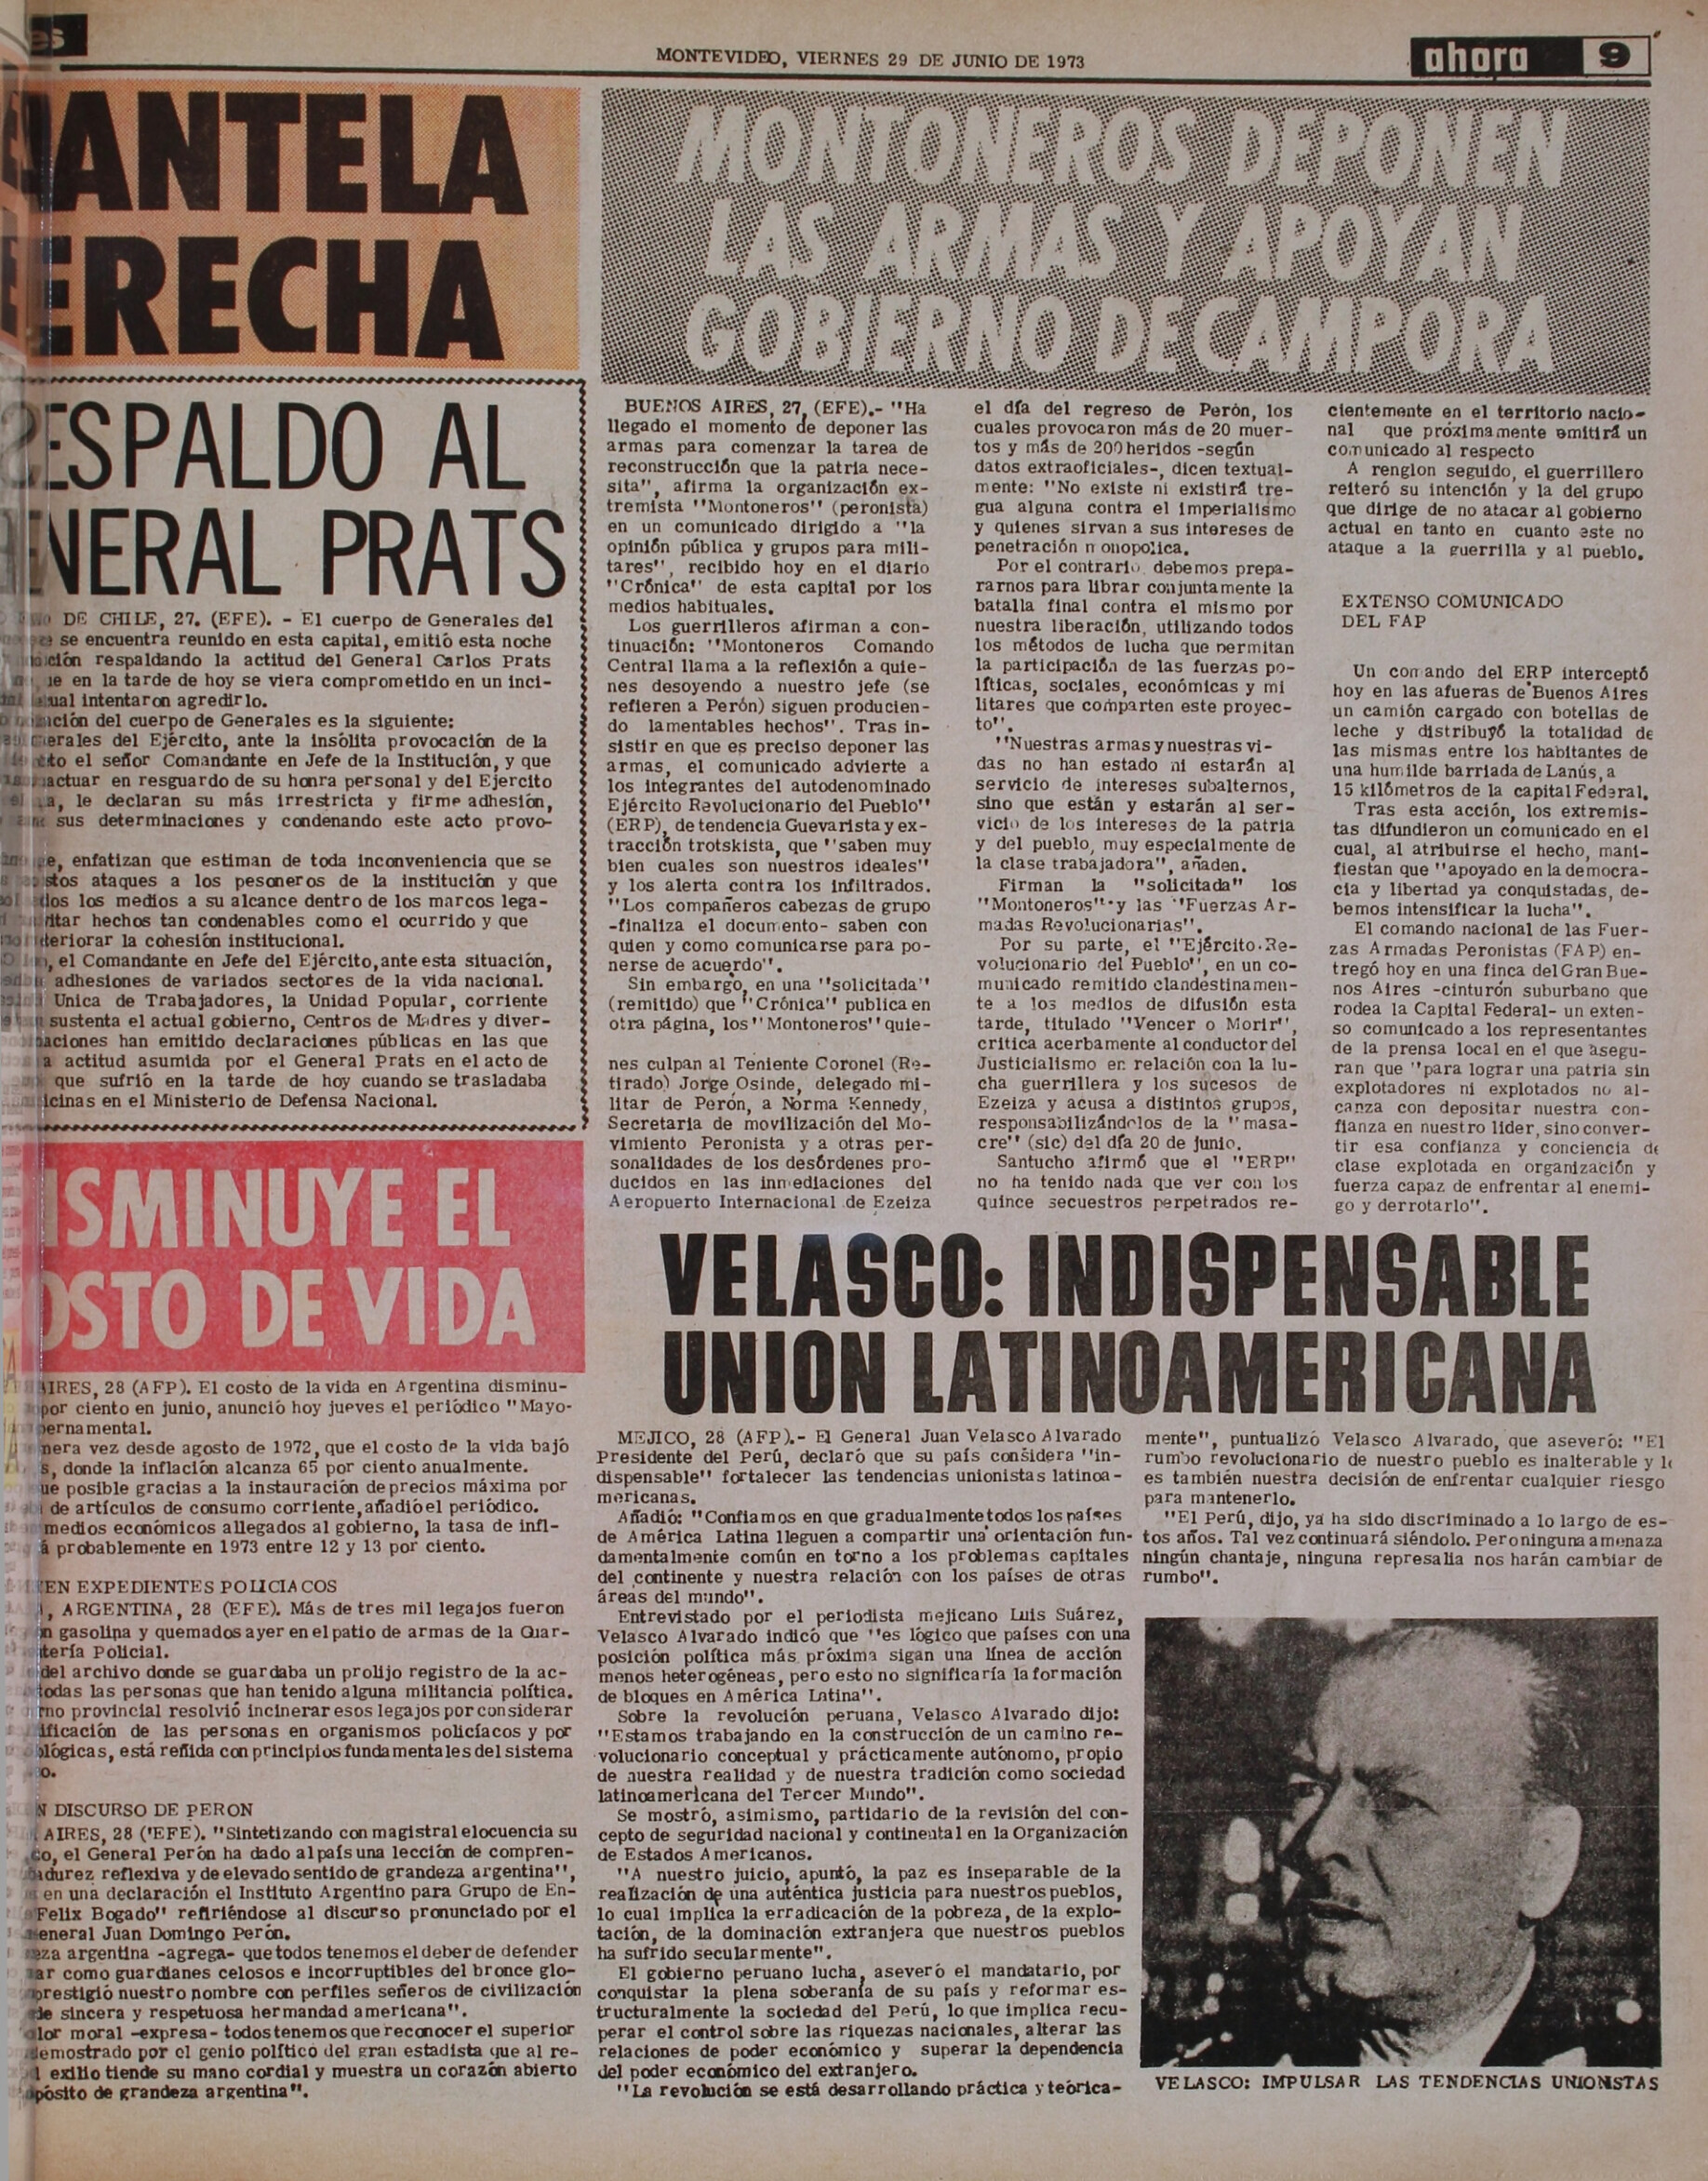 es
MONTEVIDEO, VIERNES 29 DE JUNIO DE 1973
ahora 9
ANTELA
ERECHA
ESPALDO AL
NERAL PRATS
DE CHILE, 27. (EFE). - El cuerpo de Generales del
se encuentra reunido en esta capital, emitió esta noche
ción respaldando la actitud del General Carlos Prats
ue en la tarde de hoy se viera comprometido en un inci-
ual intentaron agredirlo.
ción del cuerpo de Generales es la siguiente:
erales del Ejército, ante la insólita provocación de la
to el señor Comandante en Jefe de la Institución, y que
actuar en resguardo de su honra personal y del Ejercito
a, le declaran su más irrestricta y firme adhesión,
sus determinaciones y condenando este acto provo-
e, enfatizan que estiman de toda inconveniencia que se
stos ataques a los pesoneros de la institución y que
dos los medios a su alcance dentro de los marcos lega-
itar hechos tan condenables como el ocurrido y que
deteriorar la cohesión institucional.
, el Comandante en Jefe del Ejército, ante esta situación,
adhesiones de variados sectores de la vida nacional.
Unica de Trabajadores, la Unidad Popular, corriente
sustenta el actual gobierno, Centros de Madres y diver-
aciones han emitido declaraciones públicas en las que
a actitud asumida por el General Prats en el acto de
que sufrió en la tarde de hoy cuando se trasladaba
icinas en el Ministerio de Defensa Nacional.
ISMINUYE EL
OSTO DE VIDA
AIRES, 28 (AFP). El costo de la vida en Argentina disminu-
por ciento en junio, anunció hoy jueves el periódico "Mayo-
bernamental.
mera vez desde agosto de 1972, que el costo de la vida bajó
s, donde la inflación alcanza 65 por ciento anualmente.
ue posible gracias a la instauración de precios máxima por
de artículos de consumo corriente, añadió el periódico.
medios económicos allegados al gobierno, la tasa de infl-
á probablemente en 1973 entre 12 y 13 por ciento.
EN EXPEDIENTES POLICIACOS
, ARGENTINA, 28 (EFE). Más de tres mil legajos fueron
n gasolina y quemados ayer en el patio de armas de la Guar-
tería Policial.
del archivo donde se guardaba un prolijo registro de la ac-
todas las personas que han tenido alguna militancia política.
rno provincial resolvió incinerar esos legajos por considerar
ificación de las personas en organismos policíacos y por
ológicas, está reñida con principios fundamentales del sistema
o.
N DISCURSO DE PERON
AIRES, 28 ('EFE). "Sintetizando con magistral elocuencia su
co, el General Perón ha dado al país una lección de compren-
adurez reflexiva y de elevado sentido de grandeza argentina'',
en una declaración el Instituto Argentino para Grupo de En-
Felix Bogado'' refiriéndose al discurso pronunciado por el
eneral Juan Domingo Perón.
eza argentina -agrega- que todos tenemos el deber de defender
ar como guardianes celosos e incorruptibles del bronce glo-
prestigió nuestro nombre con perfiles señeros de civilización
de sincera y respetuosa hermandad americana".
lor moral -expresa- todos tenemos que reconocer el superior
demostrado por el genio político del gran estadista que al re-
l exilio tiende su mano cordial y muestra un corazón abierto
pósito de grandeza argentina".
MONTONEROS DEPONEN
LAS ARMAS Y APOYAN
GOBIERNO DE CAMPORA
BUENOS AIRES, 27, (EFE).- "Ha
llegado el momento de deponer las
armas para comenzar la tarea de
reconstrucción que la patria nece-
sita", afirma la organización ex-
tremista ''Montoneros'' (peronista)
en un comunicado dirigido a "la
opinión pública y grupos para mili-
tares", recibido hoy en el diario
''Crónica'' de esta capital por los
medios habituales.
Los guerrilleros afirman a con-
tinuación: ''Montoneros Comando
Central llama a la reflexión a quie-
nes desoyendo a nuestro jefe (se
refieren a Perón) siguen producien-
do lamentables hechos". Tras in-
sistir en que es preciso deponer las
armas, el comunicado advierte a
los integrantes del autodenominado
Ejército Revolucionario del Pueblo''
(ERP), de tendencia Guevarista y ex-
tracción trotskista, que ''saben muy
bien cuales son nuestros ideales''
y los alerta contra los infiltrados.
"Los compañeros cabezas de grupo
-finaliza el documento- saben con
quien y como comunicarse para po-
nerse de acuerdo".
Sin embargo, en una "solicitada"
(remitido) que ''Crónica'' publica en
otra página, los ''Montoneros'' quie-
nes culpan al Teniente Coronel (Re-
tirado) Jorge Osinde, delegado mi-
litar de Perón, a Norma Kennedy,
Secretaria de movilización del Mo-
vimiento Peronista y a otras per-
sonalidades de los desórdenes pro-
ducidos en las inmediaciones del
Aeropuerto Internacional de Ezeiza
el día del regreso de Perón, los
cuales provocaron más de 20 muer-
tos y más de 200 heridos -según
datos extraoficiales-, dicen textual-
mente: "No existe ni existirá tre-
gua alguna contra el imperialismo
y quienes sirvan a sus intereses de
penetración n onopolica.
Por el contrario, debemos prepa-
rarnos para librar conjuntamente la
batalla final contra el mismo por
nuestra liberación, utilizando todos
los métodos de lucha que permitan
la participación de las fuerzas po-
líticas, sociales, económicas y mi
litares que comparten este proyec-
to''.
''Nuestras armas y nuestras vi-
das no han estado ni estarán al
servicio de intereses subalternos,
sino que están y estarán al ser-
vicio de los intereses de la patria
y del pueblo, muy especialmente de
la clase trabajadora", añaden.
Firman la "solicitada" los
"Montoneros" y las "Fuerzas Ar-
madas Revolucionarias".
Por su parte, el "Ejército Re-
volucionario del Pueblo", en un co-
municado remitido clandestinamen-
te a los medios de difusión esta
tarde, titulado "Vencer o Morir",
critica acerbamente al conductor del
Justicialismo en relación con la lu-
cha guerrillera y los sucesos de
Ezeiza y acusa a distintos grupos,
responsabilizándolos de la "masa-
cre" (sic) del día 20 de junio.
Santucho afirmó que el "ERP"
no ha tenido nada que ver con los
quince secuestros perpetrados re-
cientemente en el territorio nacio-
nal que próximamente emitirá un
comunicado al respecto
A renglon seguido, el guerrillero
reiteró su intención y la del grupo
que dirige de no atacar al gobierno
actual en tanto en cuanto este no
ataque a la guerrilla y al pueblo.
EXTENSO COMUNICADO
DEL FAP
Un comando del ERP interceptó
hoy en las afueras de Buenos Aires
un camión cargado con botellas de
leche y distribuyó la totalidad de
las mismas entre los habitantes de
una humilde barriada de Lanús, a
15 kilómetros de la capital Federal.
Tras esta acción, los extremis-
tas difundieron un comunicado en el
cual, al atribuirse el hecho, mani-
fiestan que "apoyado en la democra-
cia y libertad ya conquistadas, de-
bemos intensificar la lucha".
El comando nacional de las Fuer-
zas Armadas Peronistas (FAP) en-
tregó hoy en una finca del Gran Bue-
nos Aires -cinturón suburbano que
rodea la Capital Federal- un exten-
so comunicado a los representantes
de la prensa local en el que asegu-
ran que "para lograr una patria sin
explotadores ni explotados no al-
canza con depositar nuestra con-
fianza en nuestro lider, sino conver-
tir esa confianza y conciencia de
clase explotada en organización y
fuerza capaz de enfrentar al enemi-
go y derrotarlo".
VELASCO: INDISPENSABLE
UNION LATINOAMERICANA
MEJICO, 28 (AFP).- El General Juan Velasco Alvarado
Presidente del Perú, declaró que su país considera "in-
dispensable" fortalecer las tendencias unionistas latinoa-
mericanas.
Añadió: "Confiamos en que gradualmente todos los países
de América Latina lleguen a compartir una orientación fun-
damentalmente común en torno a los problemas capitales
del continente y nuestra relación con los países de otras
áreas del mundo".
Entrevistado por el periodista mejicano Luis Suárez,
Velasco Alvarado indicó que ''es lógico que países con una
posición política más próxima sigan una línea de acción
menos heterogéneas, pero esto no significaría la formación
de bloques en América Latina".
Sobre la revolución peruana, Velasco Alvarado dijo:
"Estamos trabajando en la construcción de un camino re-
volucionario conceptual y prácticamente autónomo, propio
de nuestra realidad y de nuestra tradición como sociedad
latinoamericana del Tercer Mundo".
Se mostró, asimismo, partidario de la revisión del con-
cepto de seguridad nacional y continental en la Organización
de Estados Americanos.
"A nuestro juicio, apuntó, la paz es inseparable de la
realización de una auténtica justicia para nuestros pueblos,
lo cual implica la erradicación de la pobreza, de la explo-
tación, de la dominación extranjera que nuestros pueblos
ha sufrido secularmente".
El gobierno peruano lucha, aseveró el mandatario, por
conquistar la plena soberanía de su país y reformar es-
tructuralmente la sociedad del Perú, lo que implica recu-
perar el control sobre las riquezas nacionales, alterar las
relaciones de poder económico y superar la dependencia
del poder económico del extranjero.
"La revolución se está desarrollando práctica y teórica-
mente", puntualizó Velasco Alvarado, que aseveró: "El
rumbo revolucionario de nuestro pueblo es inalterable y l
es también nuestra decisión de enfrentar cualquier riesgo
para mantenerlo.
"El Perú, dijo, ya ha sido discriminado a lo largo de es-
tos años. Tal vez continuará siéndolo. Pero ninguna amenaza
ningún chantaje, ninguna represalia nos harán cambiar de
rumbo".
VELASCO: IMPULSAR LAS TENDENCIAS UNIONISTAS